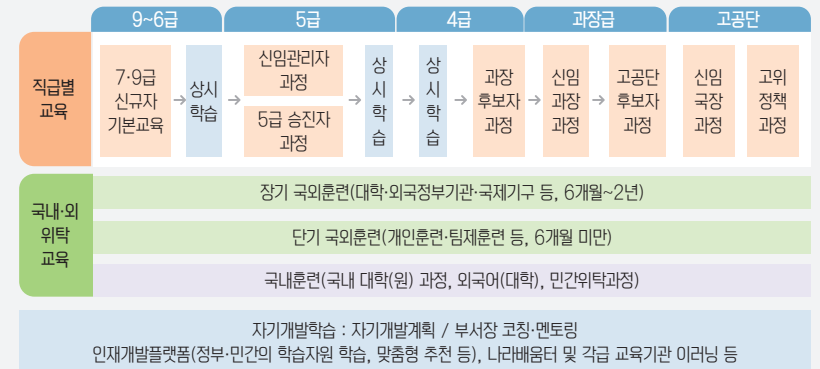 9~6급
5급
4급
과장급
고공단
직급별
교육
7·9급
신규자
기본교육
상시
학습
신임관리자
과정
5급 승진자
과정
상
시
학
습
상
시
학
습
과장
후보자
과정
신임
과장
과정
고공단
후보자
과정
신임
국장
과정
고위
정책
과정
국내·외
위탁
교육
장기 국외훈련(대학·외국정부기관·국제기구 등, 6개월~2년)
단기 국외훈련(개인훈련·팀제훈련 등, 6개월 미만)
국내훈련(국내 대학(원) 과정, 외국어(대학), 민간위탁과정)
자기개발학습 : 자기개발계획 / 부서장 코칭·멘토링
인재개발플랫폼(정부·민간의 학습자원 학습, 맞춤형 추천 등), 나라배움터 및 각급 교육기관 이러닝 등